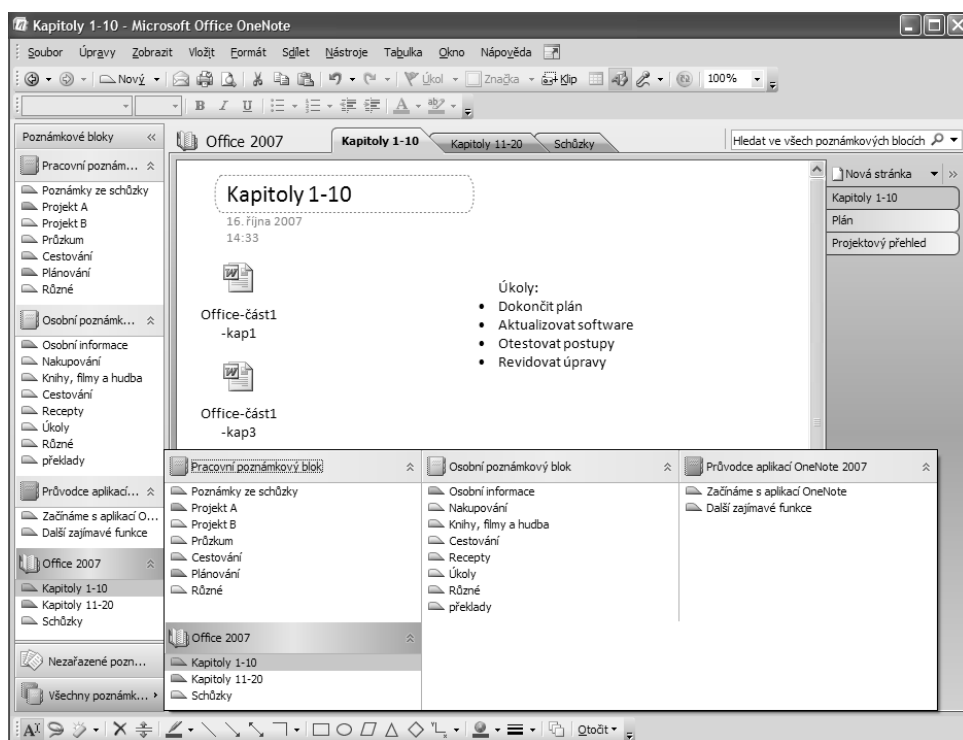 Kapitoly 1-10 - Microsoft Office OneNote
Soubor Úpravy Zobrazit Vložit Formát Sdílet Nástroje Tabulka Okno Nápověda
Nový Úkol Značka Klip 100%
B I U A ab
Poznámkové bloky «
Office 2007
Kapitoly 1-10
Kapitoly 11-20
Schůzky
Hledat ve všech poznámkových blocích
Pracovní poznám...
Poznámky ze schůzky
Projekt A
Projekt B
Průzkum
Cestování
Plánování
Různé
Osobní poznámk...
Osobní informace
Nakupování
Knihy, filmy a hudba
Cestování
Recepty
Úkoly
Různé
překlady
Průvodce aplikací...
Začínáme s aplikací O...
Další zajímavé funkce
Office 2007
Kapitoly 1-10
Kapitoly 11-20
Schůzky
Nezařazené pozn...
Všechny poznámk...
Kapitoly 1-10
16. října 2007
14:33
Office-část1
-kap1
Office-část1
-kap3
Úkoly:
• Dokončit plán
• Aktualizovat software
• Otestovat postupy
• Revidovat úpravy
Nová stránka »
Kapitoly 1-10
Plán
Projektový přehled
Pracovní poznámkový blok
Poznámky ze schůzky
Projekt A
Projekt B
Průzkum
Cestování
Plánování
Různé
Osobní poznámkový blok
Osobní informace
Nakupování
Knihy, filmy a hudba
Cestování
Recepty
Úkoly
Různé
překlady
Průvodce aplikací OneNote 2007
Začínáme s aplikací OneNote
Další zajímavé funkce
Office 2007
Kapitoly 1-10
Kapitoly 11-20
Schůzky
Otočit